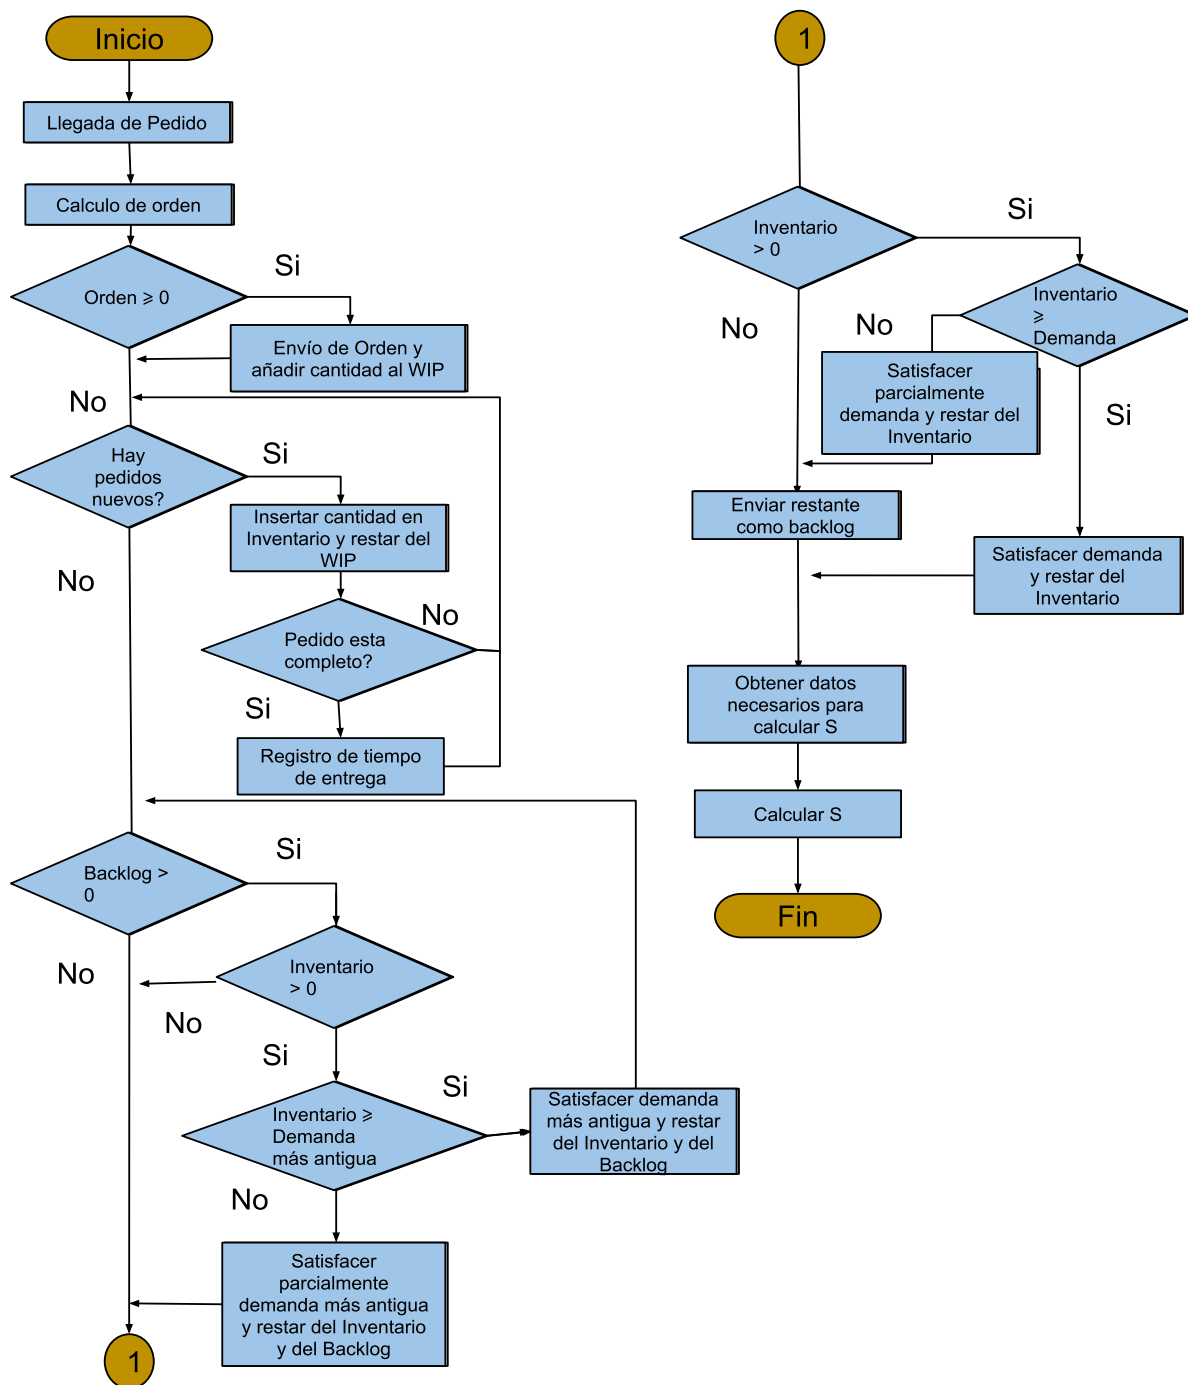 Inicio
Llegada de Pedido
Calculo de orden
Orden ⩾ 0
Si
Envío de Orden y
añadir cantidad al WIP
No
Hay
pedidos
nuevos?
Si
Insertar cantidad en
Inventario y restar del
WIP
No
No
Pedido esta
completo?
Si
Registro de tiempo
de entrega
Backlog >
0
Si
No
Inventario
> 0
No
Si
Inventario ⩾
Demanda
más antigua
Si
Satisfacer demanda
más antigua y restar
del Inventario y del
Backlog
No
Satisfacer
parcialmente
demanda más antigua
y restar del Inventario
y del Backlog
1
1
Inventario
> 0
Si
No
Inventario
⩾
Demanda
No
Satisfacer
parcialmente
demanda y restar del
Inventario
Si
Enviar restante
como backlog
Satisfacer demanda
y restar del
Inventario
Obtener datos
necesarios para
calcular S
Calcular S
Fin